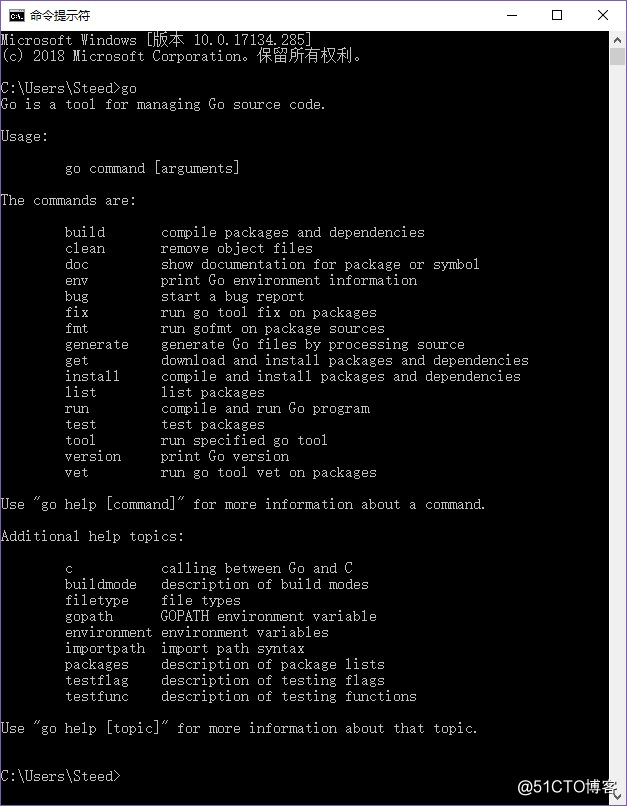 命令提示符
Microsoft Windows [版本 10.0.17134.285]
(c) 2018 Microsoft Corporation。保留所有权利。
C:\Users\Steed>go
Go is a tool for managing Go source code.
Usage:
go command [arguments]
The commands are:
build compile packages and dependencies
clean remove object files
doc show documentation for package or symbol
env print Go environment information
bug start a bug report
fix run go tool fix on packages
fmt run gofmt on package sources
generate generate Go files by processing source
get download and install packages and dependencies
install compile and install packages and dependencies
list list packages
run compile and run Go program
test test packages
tool run specified go tool
version print Go version
vet run go tool vet on packages
Use "go help [command]" for more information about a command.
Additional help topics:
c calling between Go and C
buildmode description of build modes
filetype file types
gopath GOPATH environment variable
environment environment variables
importpath import path syntax
packages description of package lists
testflag description of testing flags
testfunc description of testing functions
Use "go help [topic]" for more information about that topic.
C:\Users\Steed>
@51CTO博客